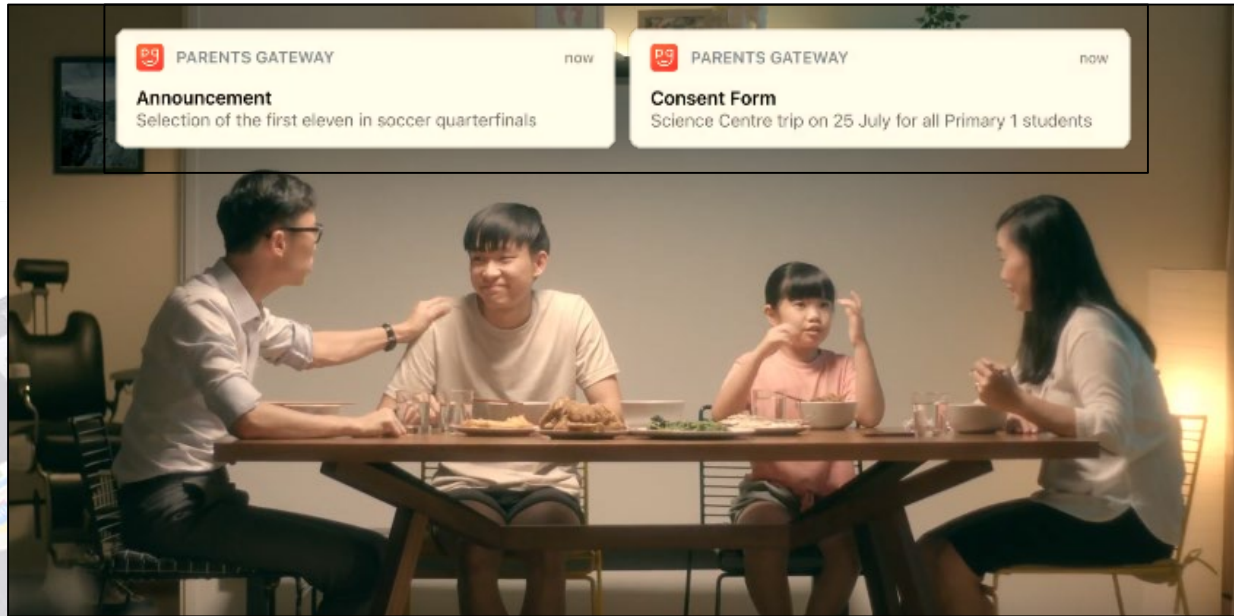 PARENTS GATEWAY
now
Announcement
Selection of the first eleven in soccer quarterfinals
PARENTS GATEWAY
now
Consent Form
Science Centre trip on 25 July for all Primary 1 students